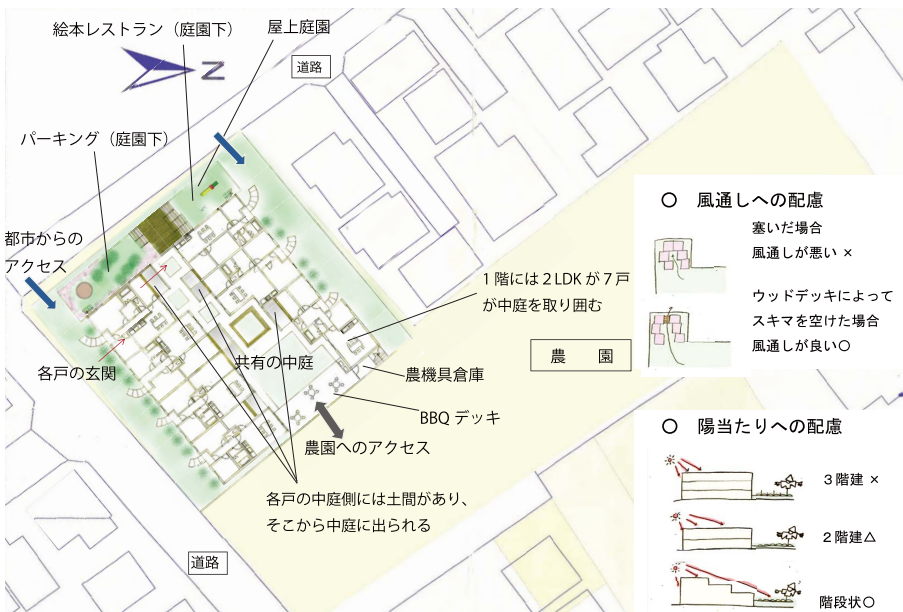 絵本レストラン（庭園下）
屋上庭園
N
道路
パーキング（庭園下）
都市からの
アクセス
各戸の玄関
共有の中庭
１階には２LDKが７戸
が中庭を取り囲む
農機具倉庫
BBQデッキ
農園へのアクセス
農　園
各戸の中庭側には土間があり、
そこから中庭に出られる
道路
○　風通しへの配慮
塞いだ場合
風通しが悪い ×
ウッドデッキによって
スキマを空けた場合
風通しが良い○
○　陽当たりへの配慮
３階建 ×
２階建△
階段状○